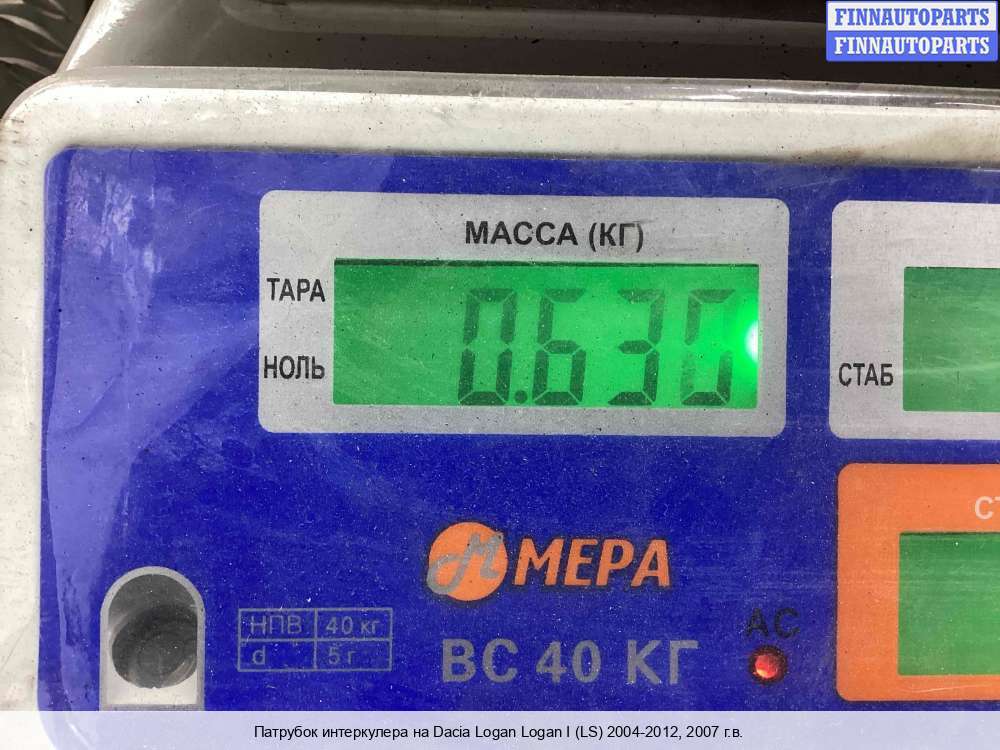 FINNAUTOPARTS
FINNAUTOPARTS
МАССА (КГ)
ТАРА
0.630
НОЛЬ
СТАБ
СТ
М МЕРА
АС
НПВ 40 кг
d 5 г
ВС 40 КГ
Патрубок интеркулера на Dacia Logan Logan I (LS) 2004-2012, 2007 г.в.